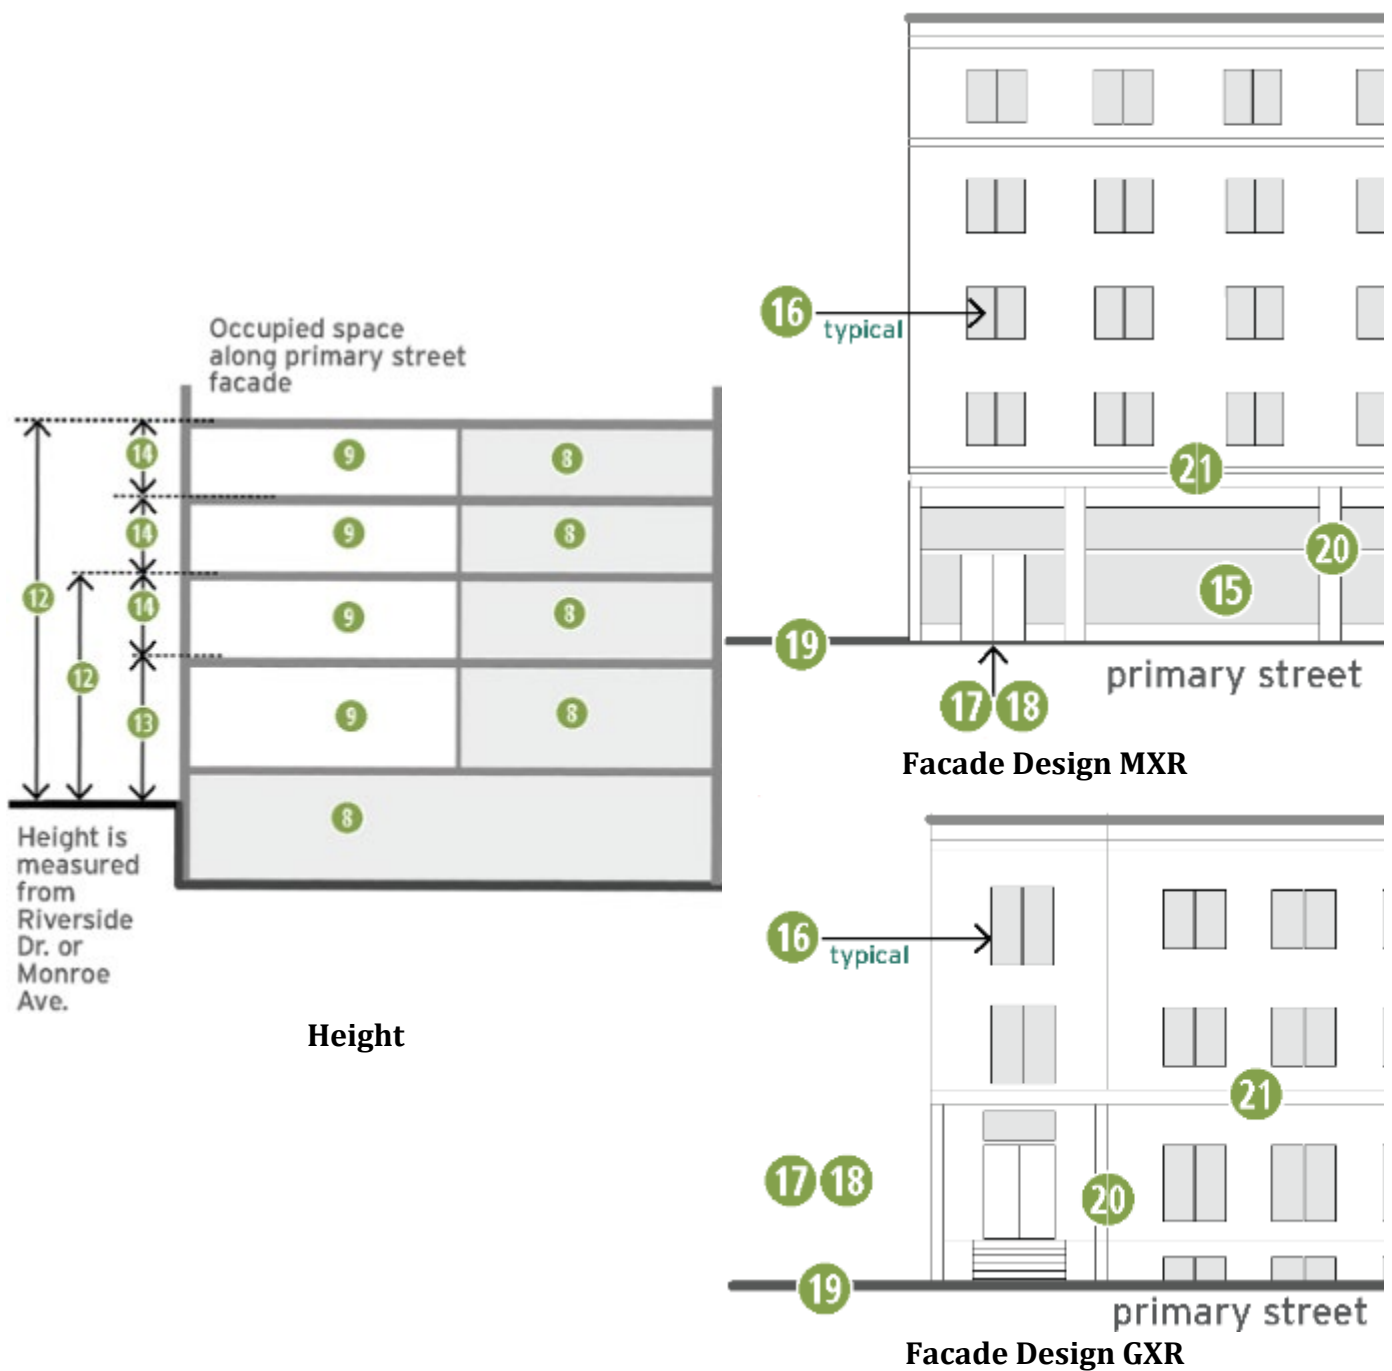 Occupied space
along primary street
facade
14
9
8
14
9
8
12
14
9
8
12
13
9
8
8
Height is
measured
from
Riverside
Dr. or
Monroe
Ave.
Height
16
typical
21
20
15
19
primary street
17 18
Facade Design MXR
16
typical
21
17 18
20
19
primary street
Facade Design GXR